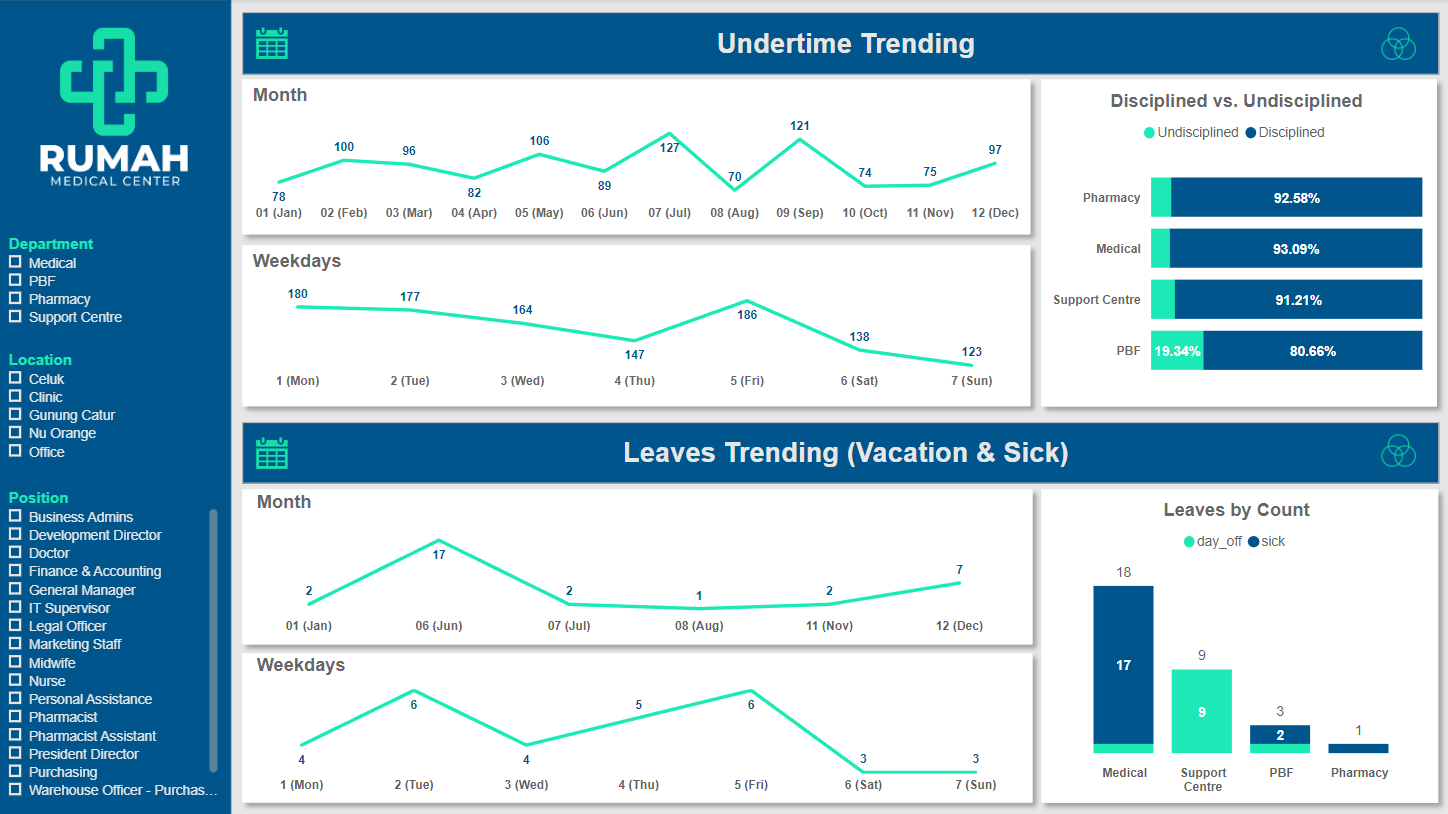 RUMAH
MEDICAL CENTER
Department
Medical
PBF
Pharmacy
Support Centre
Location
Celuk
Clinic
Gunung Catur
Nu Orange
Office
Position
Business Admins
Development Director
Doctor
Finance & Accounting
General Manager
IT Supervisor
Legal Officer
Marketing Staff
Midwife
Nurse
Personal Assistance
Pharmacist
Pharmacist Assistant
President Director
Purchasing
Warehouse Officer - Purchas...
Undertime Trending
Month
78 100 96 82 106 89 127 70 121 74 75 97
01 (Jan) 02 (Feb) 03 (Mar) 04 (Apr) 05 (May) 06 (Jun) 07 (Jul) 08 (Aug) 09 (Sep) 10 (Oct) 11 (Nov) 12 (Dec)
Weekdays
180 177 164 147 186 138 123
1 (Mon) 2 (Tue) 3 (Wed) 4 (Thu) 5 (Fri) 6 (Sat) 7 (Sun)
Disciplined vs. Undisciplined
Undisciplined Disciplined
Pharmacy 92.58%
Medical 93.09%
Support Centre 91.21%
PBF 19.34% 80.66%
Leaves Trending (Vacation & Sick)
Month
2 17 2 1 2 7
01 (Jan) 06 (Jun) 07 (Jul) 08 (Aug) 11 (Nov) 12 (Dec)
Weekdays
4 6 4 5 6 3 3
1 (Mon) 2 (Tue) 3 (Wed) 4 (Thu) 5 (Fri) 6 (Sat) 7 (Sun)
Leaves by Count
day_off sick
18 9 3 1
17 9 2
Medical Support PBF Pharmacy
Centre